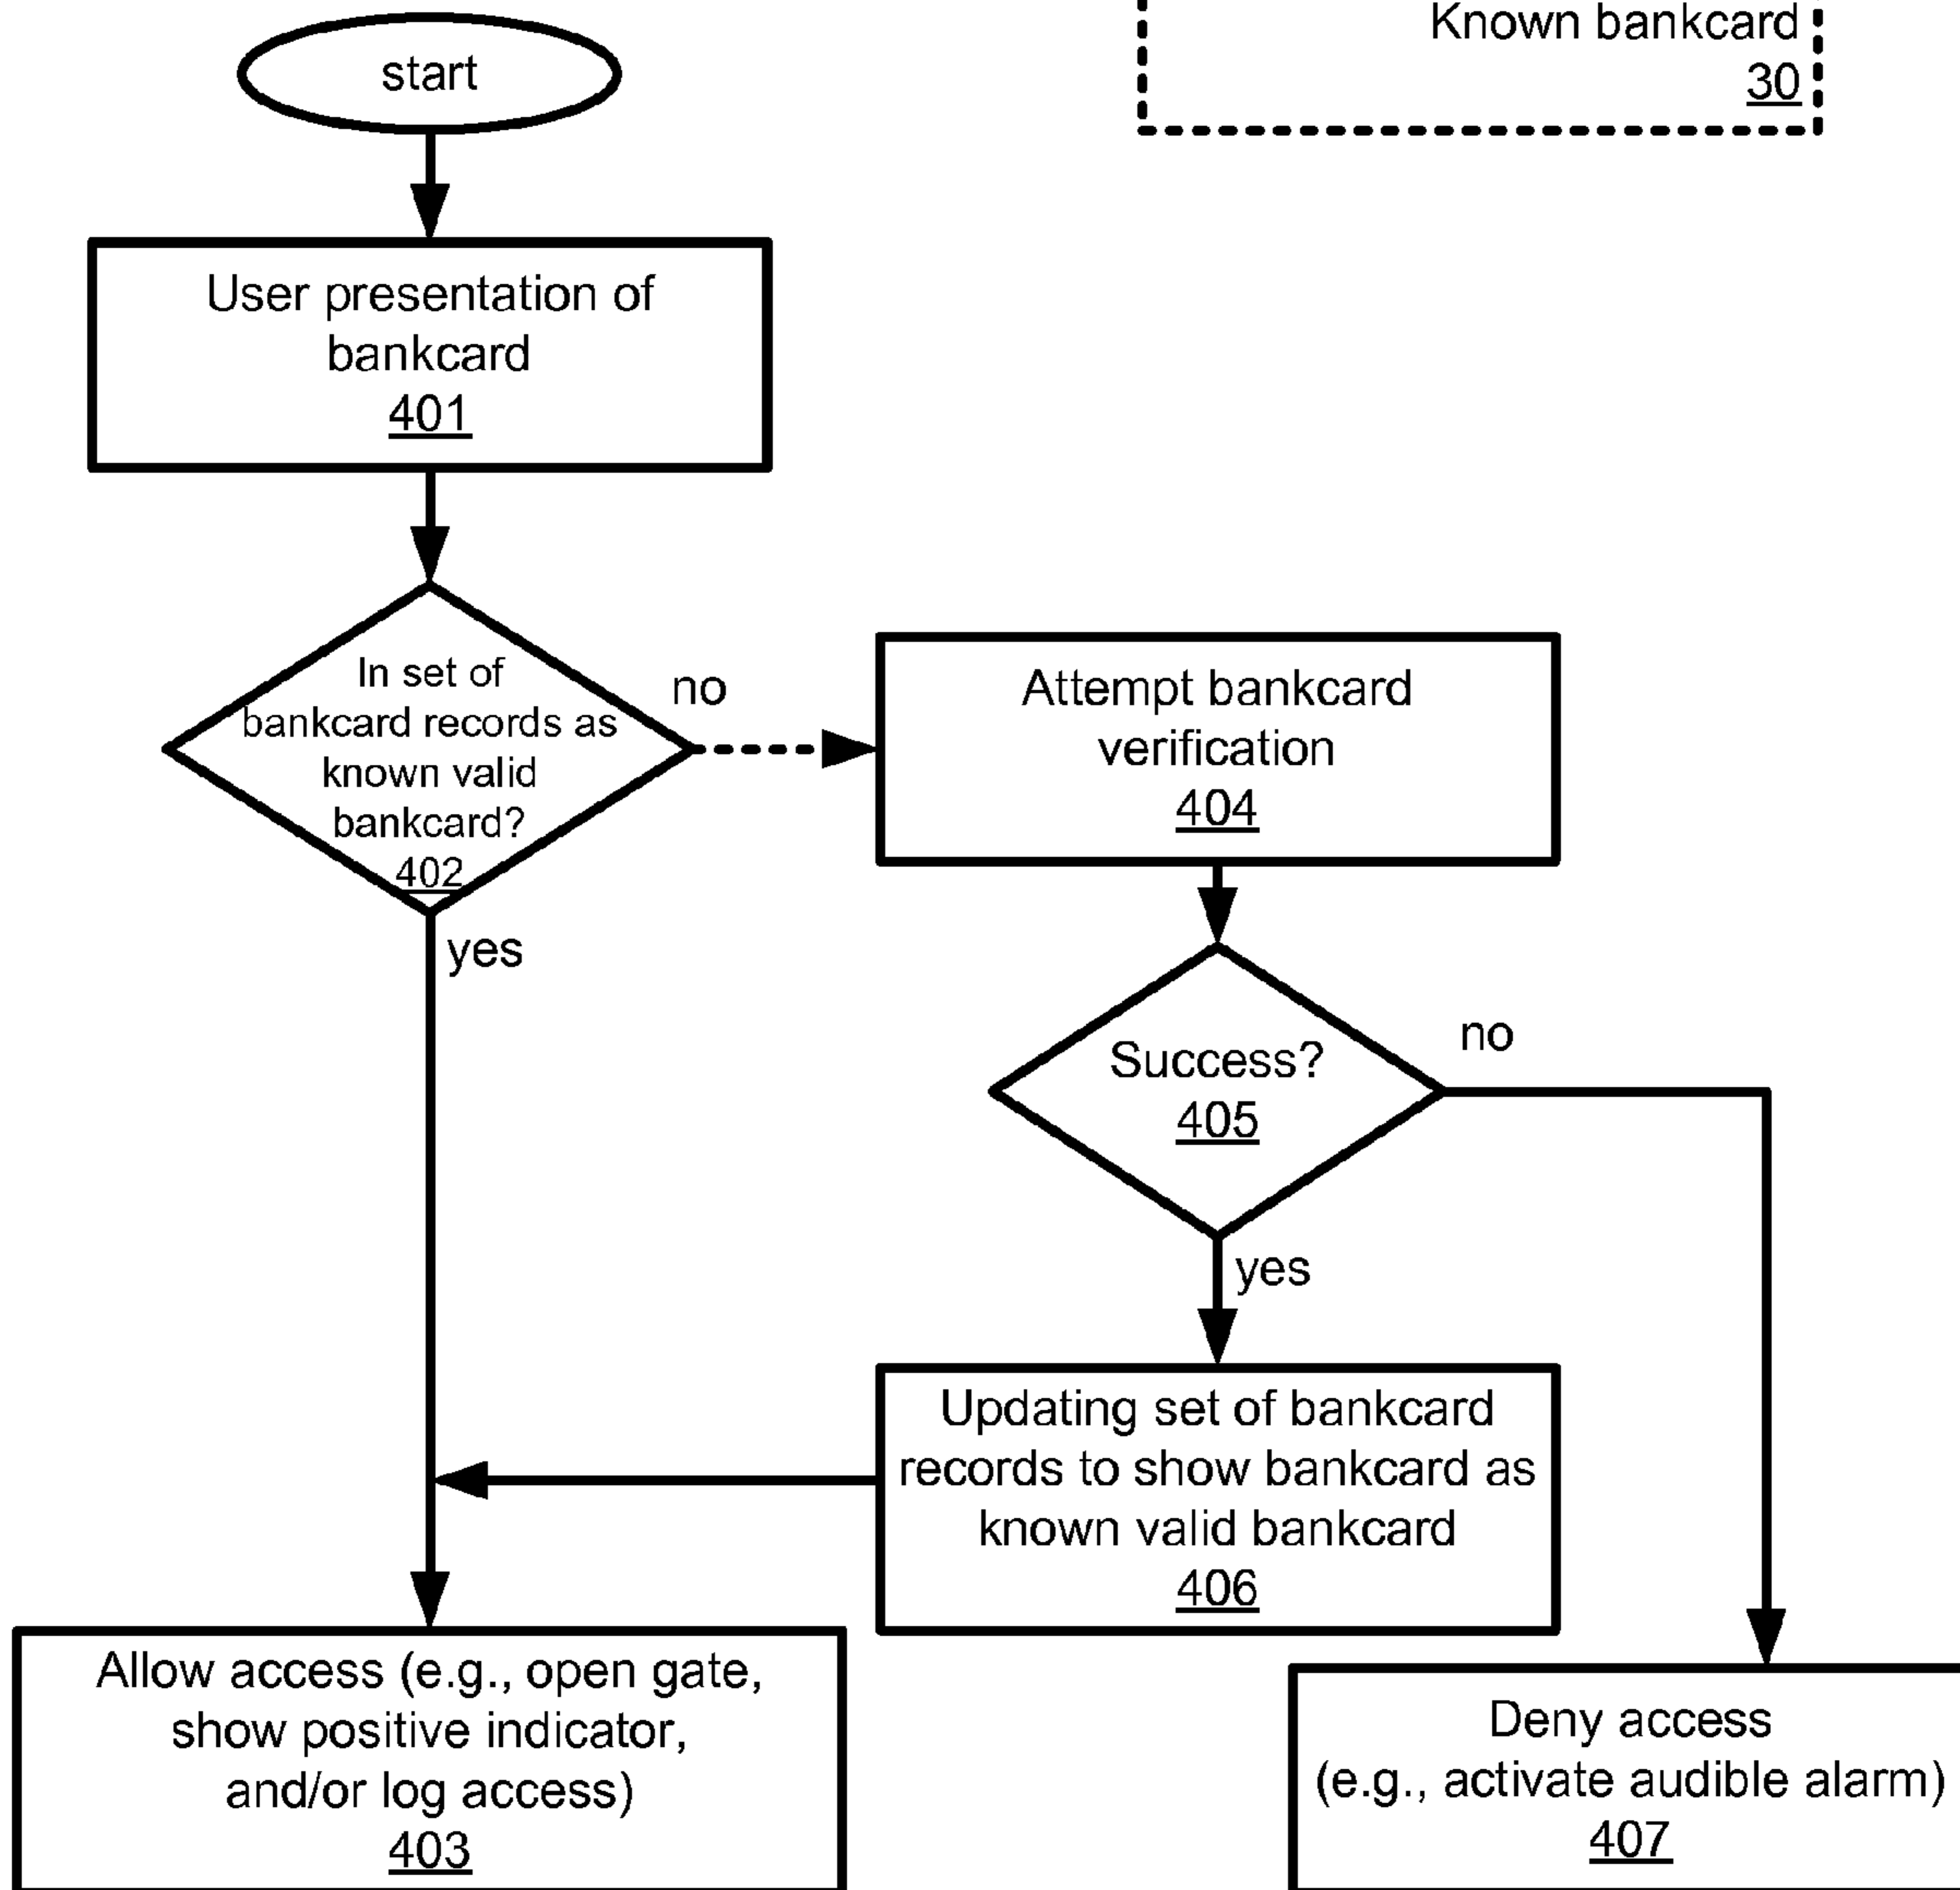 Known bankcard
30
start
User presentation of
bankcard
401
In set of
bankcard records as
known valid
bankcard?
402
no
yes
Attempt bankcard
verification
404
Success?
405
no
yes
Updating set of bankcard
records to show bankcard as
known valid bankcard
406
Allow access (e.g., open gate,
show positive indicator,
and/or log access)
403
Deny access
(e.g., activate audible alarm)
407